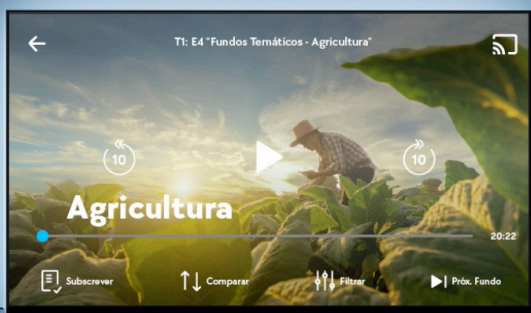 T1: E4 "Fundos Temáticos - Agricultura"
10
10
Agricultura
20:22
Subscrever
Comparar
Filtrar
Próx. Fundo